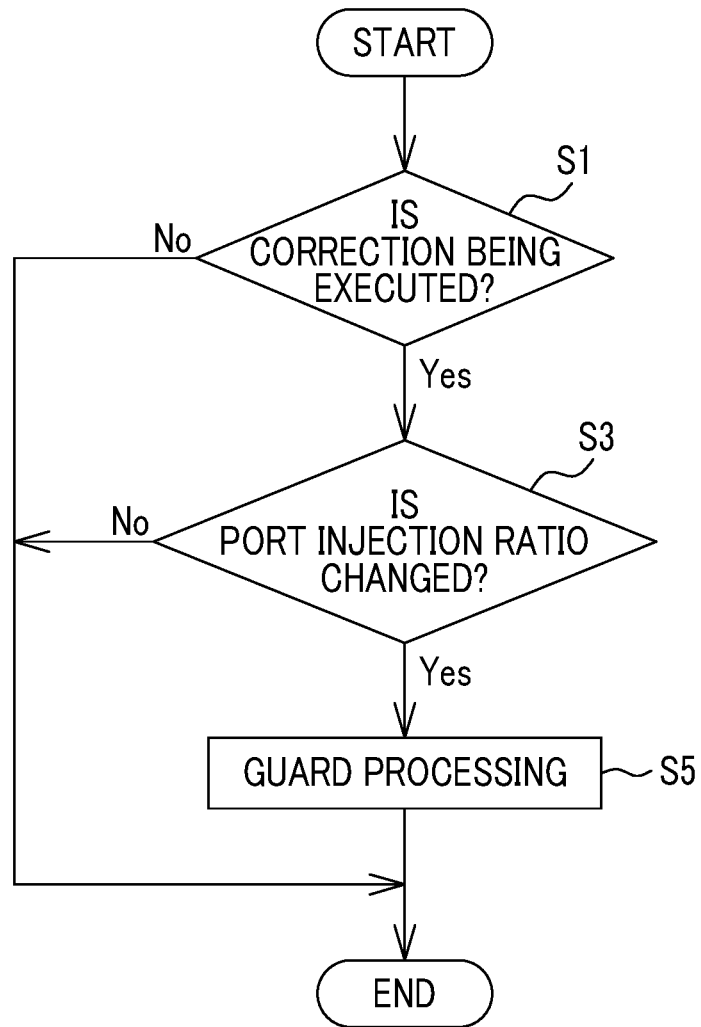 START
S1
IS
CORRECTION BEING
EXECUTED?
No
Yes
S3
IS
PORT INJECTION RATIO
CHANGED?
No
Yes
GUARD PROCESSING
S5
END